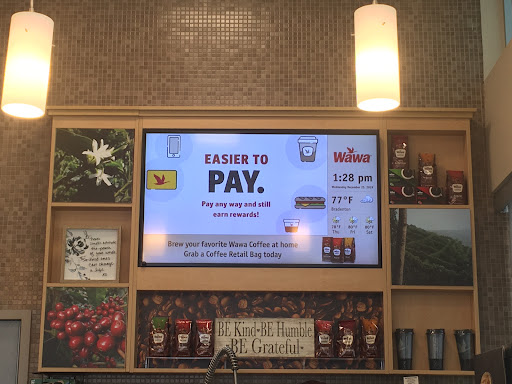 EASIER TO
PAY.
Pay any way and still
earn rewards!
Wawa
1:28 pm
77°F
Brew your favorite Wawa Coffee at home
Grab a Coffee Retail Bag today
BE KinD·BE Humble
·BE Grateful·